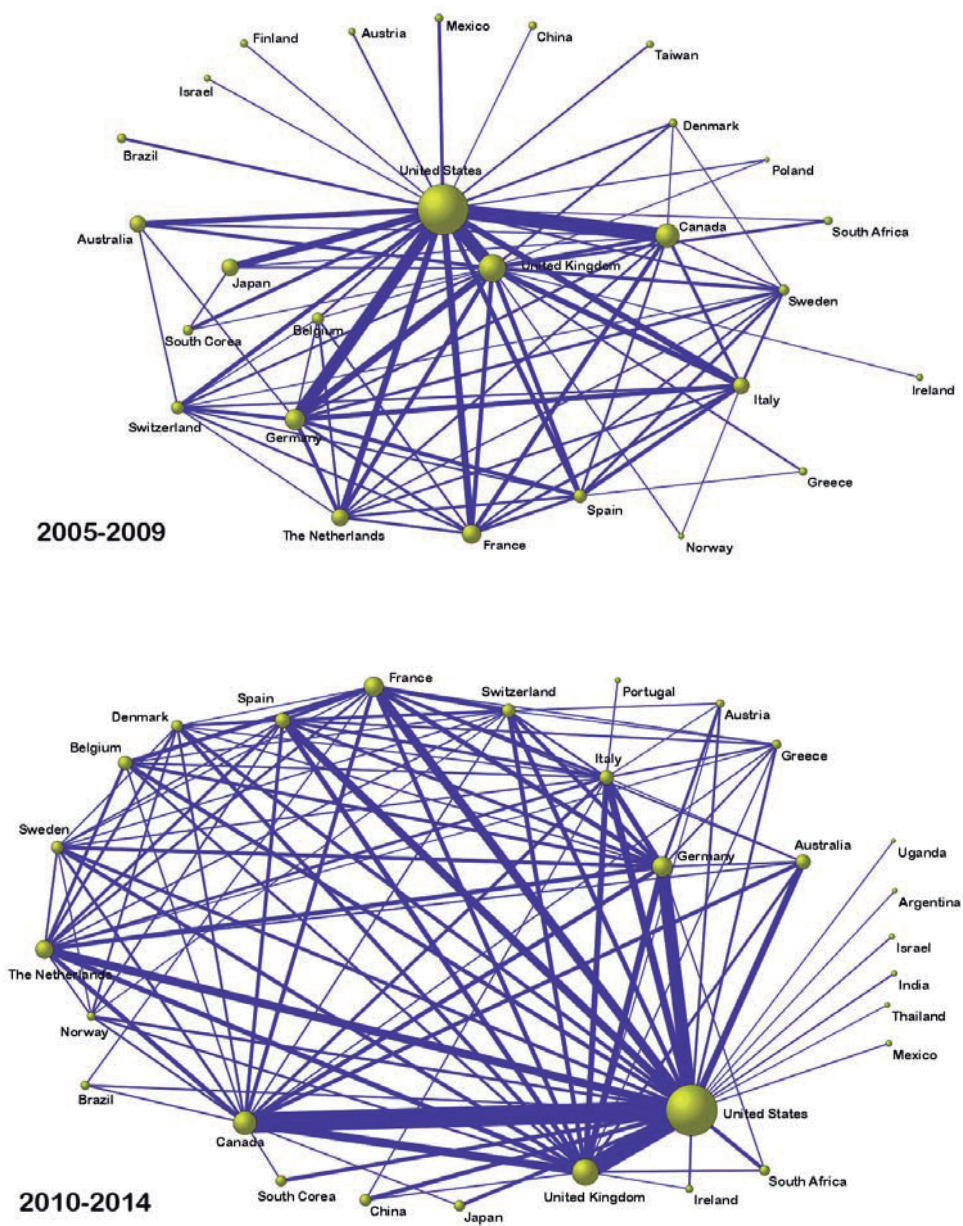 Mexico
Finland
Austria
China
Taiwan
Israel
Denmark
Brazil
Poland
United States
Canada
South Africa
Australia
United Kingdom
Japan
Sweden
South Corea
Belgium
Ireland
Italy
Switzerland
Germany
Greece
Spain
The Netherlands
France
Norway
2005-2009
France
Switzerland
Portugal
Spain
Denmark
Austria
Belgium
Greece
Italy
Sweden
Germany
Australia
Uganda
Argentina
Israel
The Netherlands
India
Thailand
Norway
Mexico
Brazil
United States
Canada
South Corea
United Kingdom
South Africa
China
Ireland
Japan
2010-2014